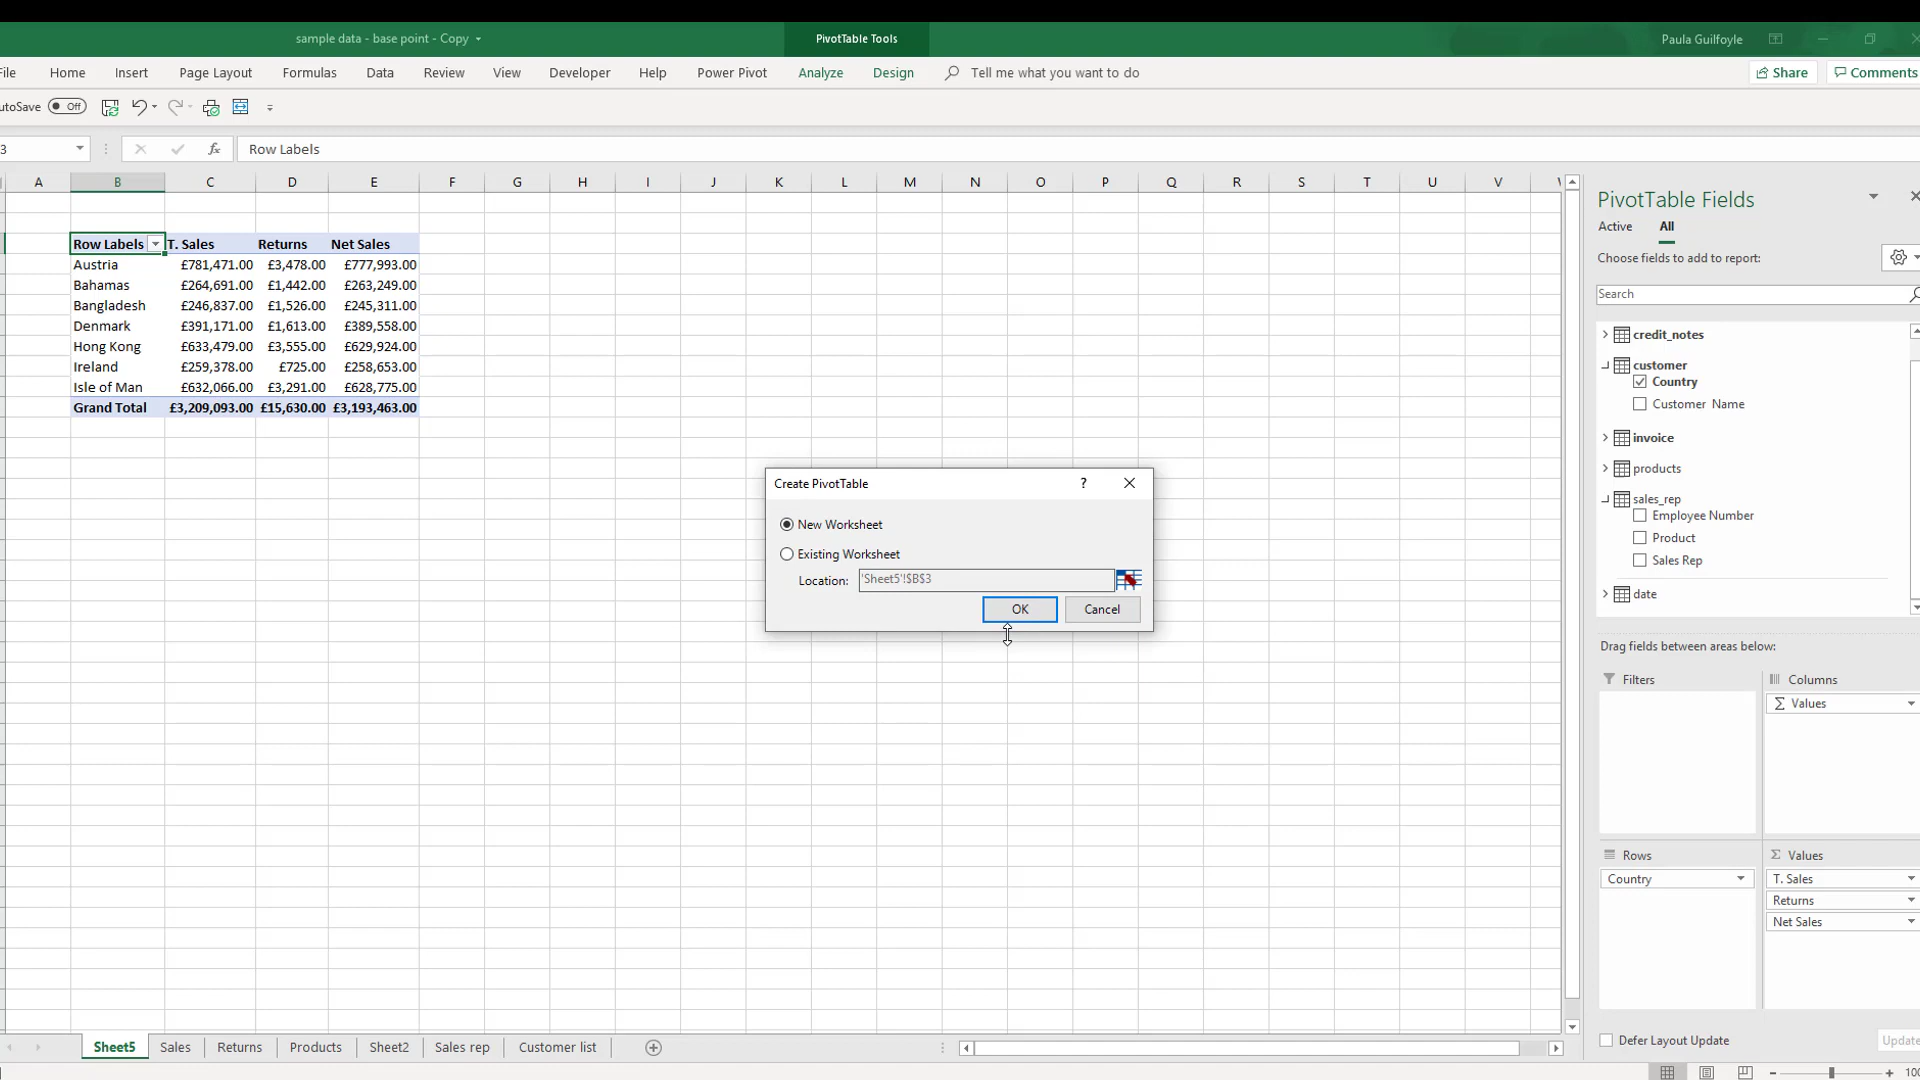 sample data - base point - Copy
PivotTable Tools
Paula Guilfoyle
Home Insert Page Layout Formulas Data Review View Developer Help Power Pivot Analyze Design Tell me what you want to do Share Comments
Off
Row Labels
A B C D E F G H I J K L M N O P Q R S T U V
Row Labels T. Sales Returns Net Sales
Austria £781,471.00 £3,478.00 £777,993.00
Bahamas £264,691.00 £1,442.00 £263,249.00
Bangladesh £246,837.00 £1,526.00 £245,311.00
Denmark £391,171.00 £1,613.00 £389,558.00
Hong Kong £633,479.00 £3,555.00 £629,924.00
Ireland £259,378.00 £725.00 £258,653.00
Isle of Man £632,066.00 £3,291.00 £628,775.00
Grand Total £3,209,093.00 £15,630.00 £3,193,463.00
Create PivotTable ?
New Worksheet
Existing Worksheet
Location: 'Sheet5'!$B$3
OK Cancel
PivotTable Fields
Active All
Choose fields to add to report:
Search
credit_notes
customer
Country
Customer Name
invoice
products
sales_rep
Employee Number
Product
Sales Rep
date
Drag fields between areas below:
Filters Columns
Σ Values
Rows Σ Values
Country T. Sales
Returns
Net Sales
Defer Layout Update Update
Sheet5 Sales Returns Products Sheet2 Sales rep Customer list